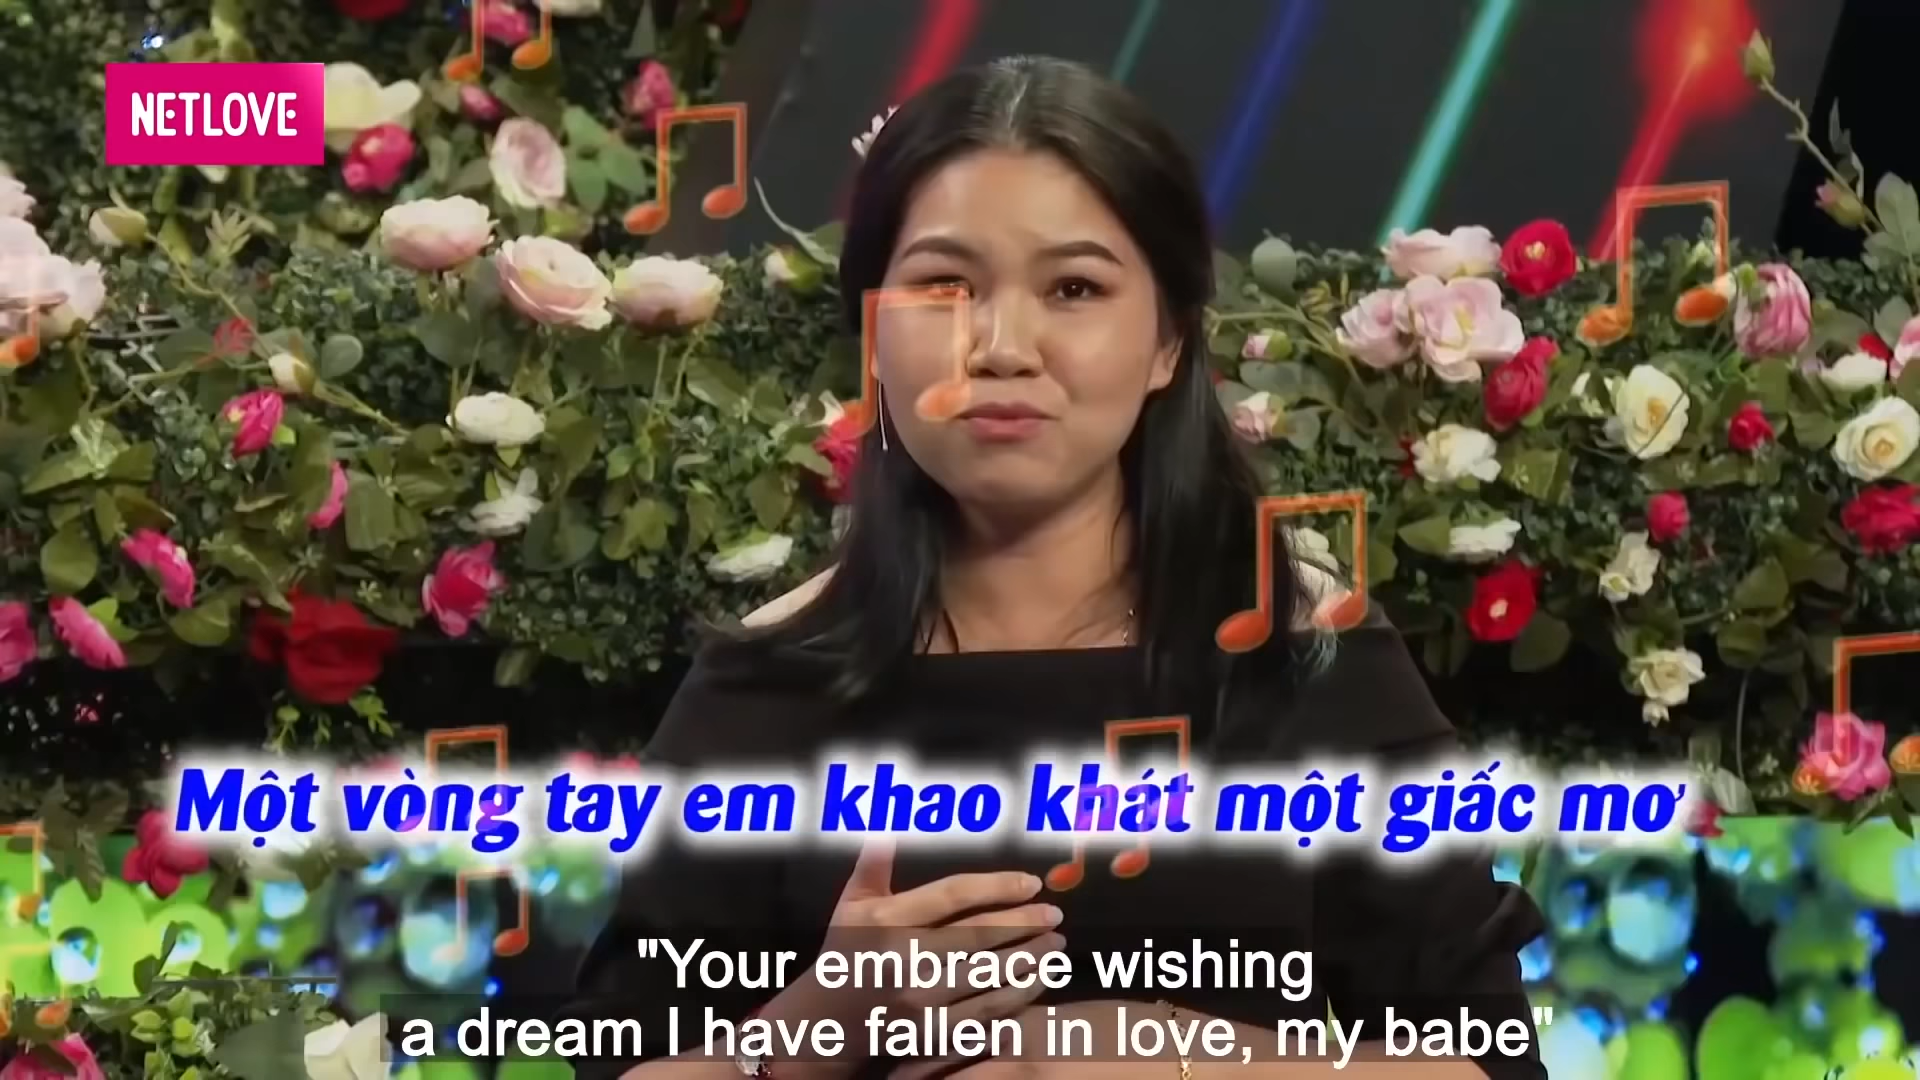 NETLOVE
Một vòng tay em khao khát một giấc mơ
"Your embrace wishing
a dream I have fallen in love, my babe"